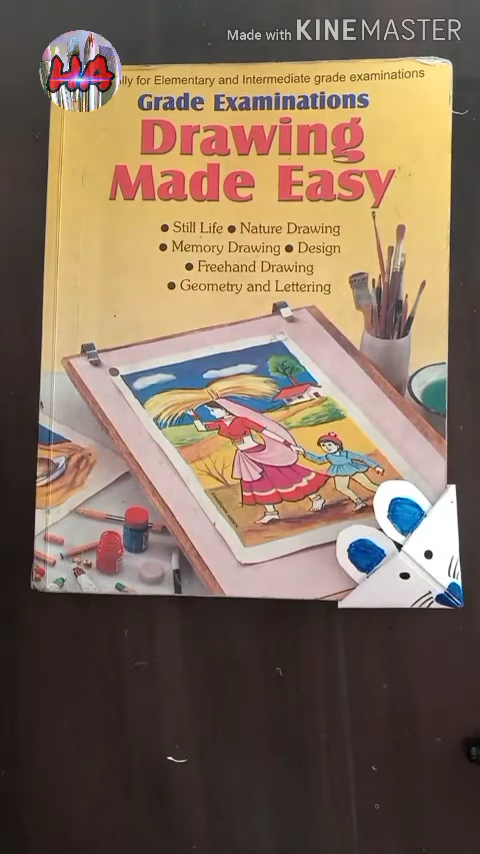 Made with KINEMASTER
HA
lly for Elementary and Intermediate grade examinations
Grade Examinations
Drawing
Made Easy
● Still Life ● Nature Drawing
● Memory Drawing ● Design
● Freehand Drawing
● Geometry and Lettering